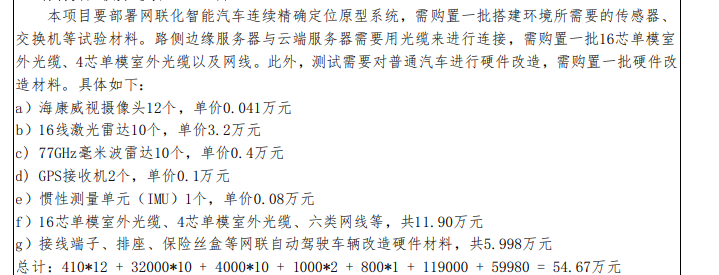 本项目要部署网联化智能汽车连续精确定位原型系统，需购置一批搭建环境所需要的传感器、
交换机等试验材料。路侧边缘服务器与云端服务器需要用光缆来进行连接，需购置一批16芯单模室
外光缆、4芯单模室外光缆以及网线。此外，测试需要对普通汽车进行硬件改造，需购置一批硬件改
造材料。具体如下：
a）海康威视摄像头12个，单价0.041万元
b）16线激光雷达10个，单价3.2万元
c）77GHz毫米波雷达10个，单价0.4万元
d）GPS接收机2个，单价0.1万元
e）惯性测量单元（IMU）1个，单价0.08万元
f）16芯单模室外光缆、4芯单模室外光缆、六类网线等，共11.90万元
g）接线端子、排座、保险丝盒等网联自动驾驶车辆改造硬件材料，共5.998万元
总计：410*12 + 32000*10 + 4000*10 + 1000*2 + 800*1 + 119000 + 59980 = 54.67万元